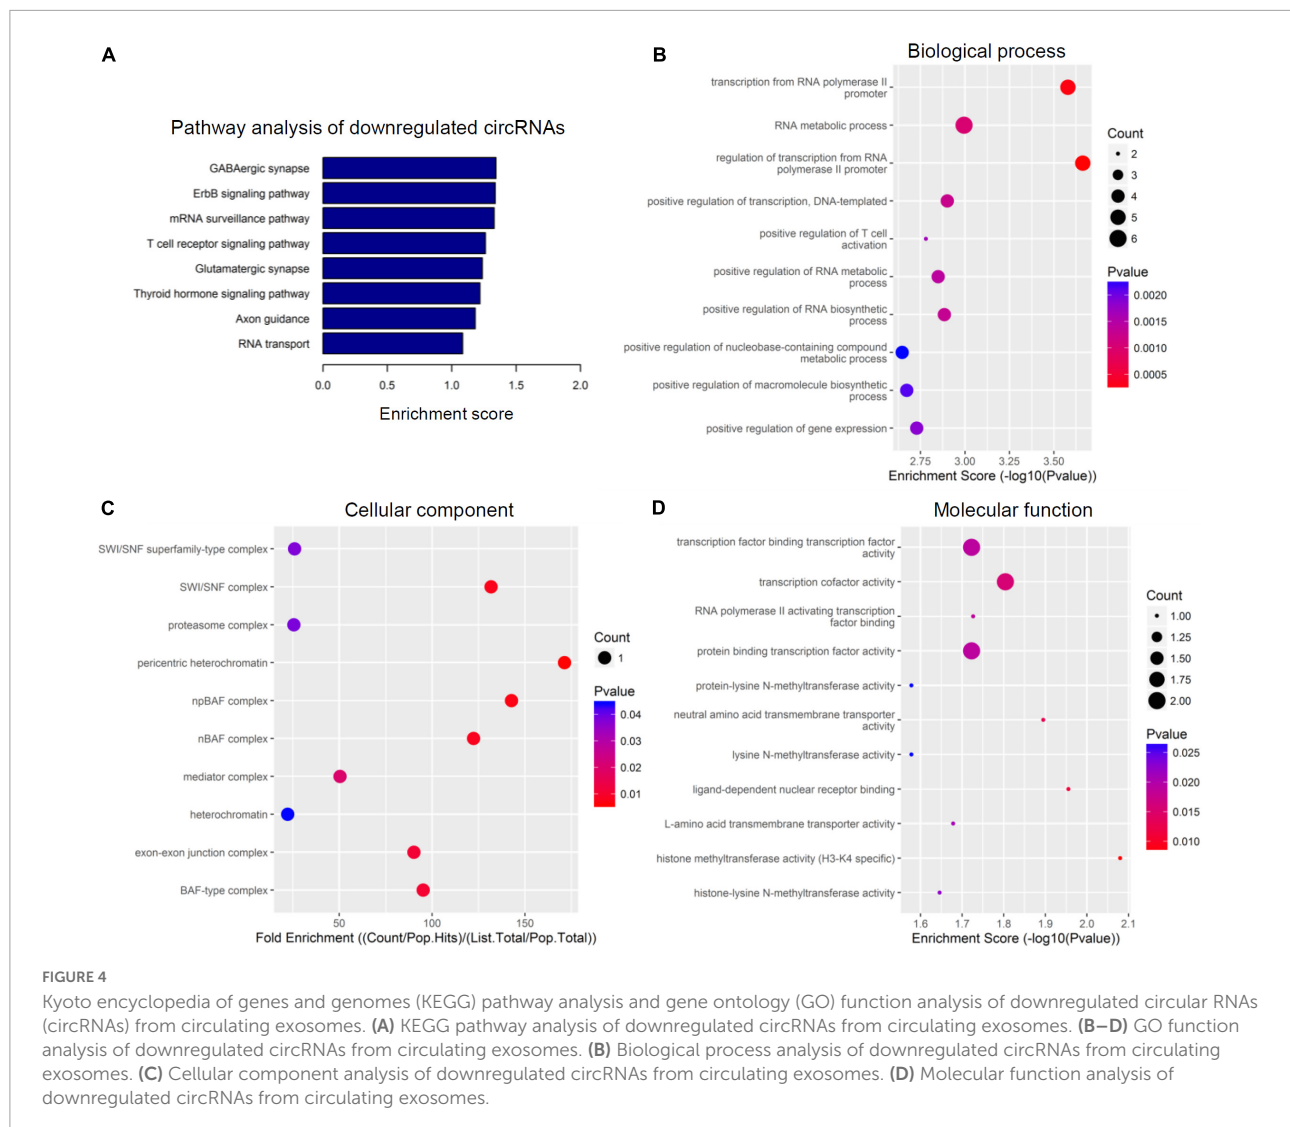 A
Pathway analysis of downregulated circRNAs
GABAergic synapse
ErbB signaling pathway
mRNA surveillance pathway
T cell receptor signaling pathway
Glutamatergic synapse
Thyroid hormone signaling pathway
Axon guidance
RNA transport
0.0 0.5 1.0 1.5 2.0
Enrichment score
B
Biological process
transcription from RNA polymerase II
promoter
RNA metabolic process
regulation of transcription from RNA
polymerase II promoter
positive regulation of transcription, DNA-templated
positive regulation of T cell
activation
positive regulation of RNA metabolic
process
positive regulation of RNA biosynthetic
process
positive regulation of nucleobase-containing compound
metabolic process
positive regulation of macromolecule biosynthetic
process
positive regulation of gene expression
2.75 3.00 3.25 3.50
Enrichment Score (-log10(Pvalue))
Count
2
3
4
5
6
Pvalue
0.0020
0.0015
0.0010
0.0005
C
Cellular component
SWI/SNF superfamily-type complex
SWI/SNF complex
proteasome complex
pericentric heterochromatin
npBAF complex
nBAF complex
mediator complex
heterochromatin
exon-exon junction complex
BAF-type complex
50 100 150
Fold Enrichment ((Count/Pop.Hits)/(List.Total/Pop.Total))
Count
1
Pvalue
0.04
0.03
0.02
0.01
D
Molecular function
transcription factor binding transcription factor
activity
transcription cofactor activity
RNA polymerase II activating transcription
factor binding
protein binding transcription factor activity
protein-lysine N-methyltransferase activity
neutral amino acid transmembrane transporter
activity
lysine N-methyltransferase activity
ligand-dependent nuclear receptor binding
L-amino acid transmembrane transporter activity
histone methyltransferase activity (H3-K4 specific)
histone-lysine N-methyltransferase activity
1.6 1.7 1.8 1.9 2.0 2.1
Enrichment Score (-log10(Pvalue))
Count
1.00
1.25
1.50
1.75
2.00
Pvalue
0.025
0.020
0.015
0.010
FIGURE 4
Kyoto encyclopedia of genes and genomes (KEGG) pathway analysis and gene ontology (GO) function analysis of downregulated circular RNAs
(circRNAs) from circulating exosomes. (A) KEGG pathway analysis of downregulated circRNAs from circulating exosomes. (B–D) GO function
analysis of downregulated circRNAs from circulating exosomes. (B) Biological process analysis of downregulated circRNAs from circulating
exosomes. (C) Cellular component analysis of downregulated circRNAs from circulating exosomes. (D) Molecular function analysis of
downregulated circRNAs from circulating exosomes.